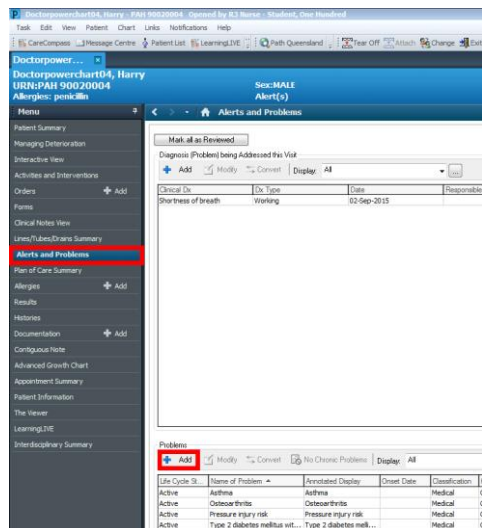 Doctorpowerchart04, Harry - PAH 90020004 Opened by R3 Nurse - Student, One Hundred
Task Edit View Patient Chart Links Notifications Help
CareCompass Message Centre Patient List LearningLIVE Path Queensland Tear Off Attach Change Exit
Doctorpower... ×
Doctorpowerchart04, Harry
URN:PAH 90020004 Sex:MALE
Allergies: penicillin Alert(s)
Menu Alerts and Problems
Patient Summary
Managing Deterioration
Interactive View
Activities and Interventions
Orders + Add
Forms
Clinical Notes View
Lines/Tubes/Drains Summary
Alerts and Problems
Plan of Care Summary
Allergies + Add
Results
Histories
Documentation + Add
Contiguous Note
Advanced Growth Chart
Appointment Summary
Patient Information
The Viewer
LearningLIVE
Interdisciplinary Summary
Mark all as Reviewed
Diagnosis (Problem) being Addressed this Visit
+ Add Modify Convert Display: All ...
Clinical Dx Dx Type Date Responsible
Shortness of breath Working 02-Sep-2015
Problems
+ Add Modify Convert No Chronic Problems Display: All
Life Cycle St... Name of Problem Annotated Display Onset Date Classification
Active Asthma Asthma Medical
Active Osteoarthritis Osteoarthritis Medical
Active Pressure injury risk Pressure injury risk Medical
Active Type 2 diabetes mellitus wit... Type 2 diabetes meli... Medical